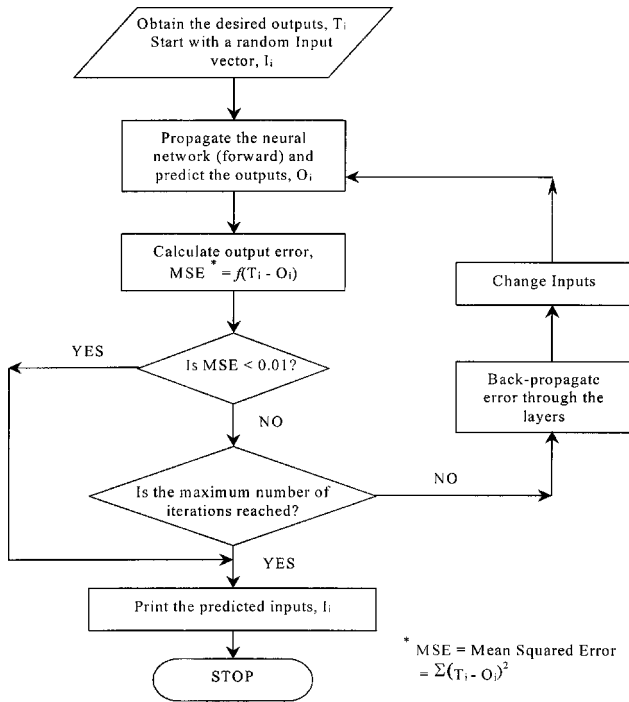 Obtain the desired outputs, Ti
Start with a random Input
vector, Ii
Propagate the neural
network (forward) and
predict the outputs, Oi
Calculate output error,
MSE * = f(Ti - Oi)
Change Inputs
YES
Is MSE < 0.01?
Back-propagate
error through the
layers
NO
Is the maximum number of
iterations reached?
NO
YES
Print the predicted inputs, Ii
STOP
* MSE = Mean Squared Error
= Σ(Ti - Oi)2